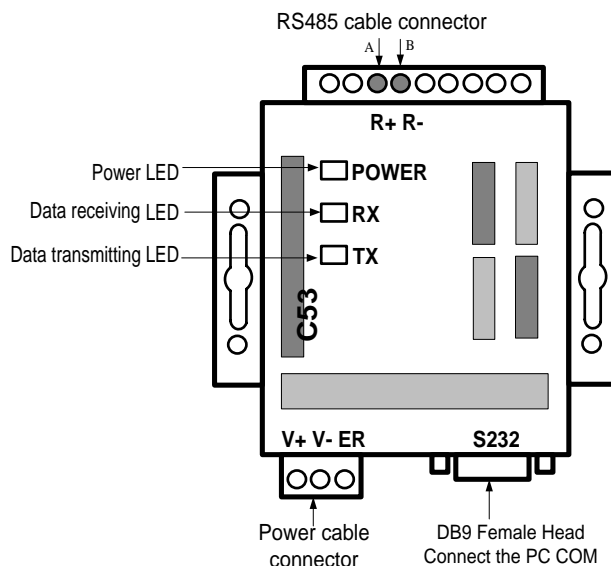 RS485 cable connector
A B
R+ R-
Power LED
POWER
Data receiving LED
RX
Data transmitting LED
TX
C53
V+ V- ER
S232
Power cable
connector
DB9 Female Head
Connect the PC COM